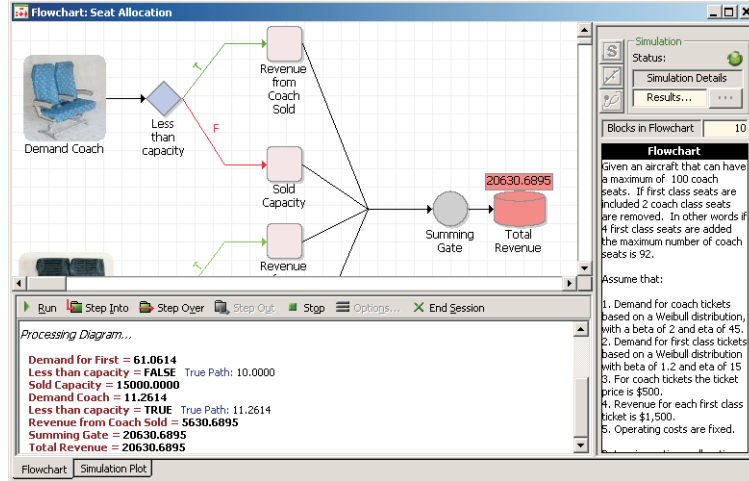 Flowchart: Seat Allocation
Demand Coach
Less
than
capacity
T
F
Revenue
from
Coach
Sold
Sold
Capacity
T
Revenue
Summing
Gate
20630.6895
Total
Revenue
Simulation
Status:
Simulation Details
Results...
...
Blocks in Flowchart 10
Flowchart
Given an aircraft that can have
a maximum of 100 coach
seats. If first class seats are
included 2 coach class seats
are removed. In other words if
4 first class seats are added
the maximum number of coach
seats is 92.
Assume that:
1. Demand for coach tickets
based on a Weibull distribution,
with a beta of 2 and eta of 45.
2. Demand for first class tickets
based on a Weibull distribution
with beta of 1.2 and eta of 15
3. For coach tickets the ticket
price is $500.
4. Revenue for each first class
ticket is $1,500.
5. Operating costs are fixed.
Run Step Into Step Over Step Out Stop Options... End Session
Processing Diagram...
Demand for First = 61.0614
Less than capacity = FALSE True Path: 10.0000
Sold Capacity = 15000.0000
Demand Coach = 11.2614
Less than capacity = TRUE True Path: 11.2614
Revenue from Coach Sold = 5630.6895
Summing Gate = 20630.6895
Total Revenue = 20630.6895
Flowchart Simulation Plot